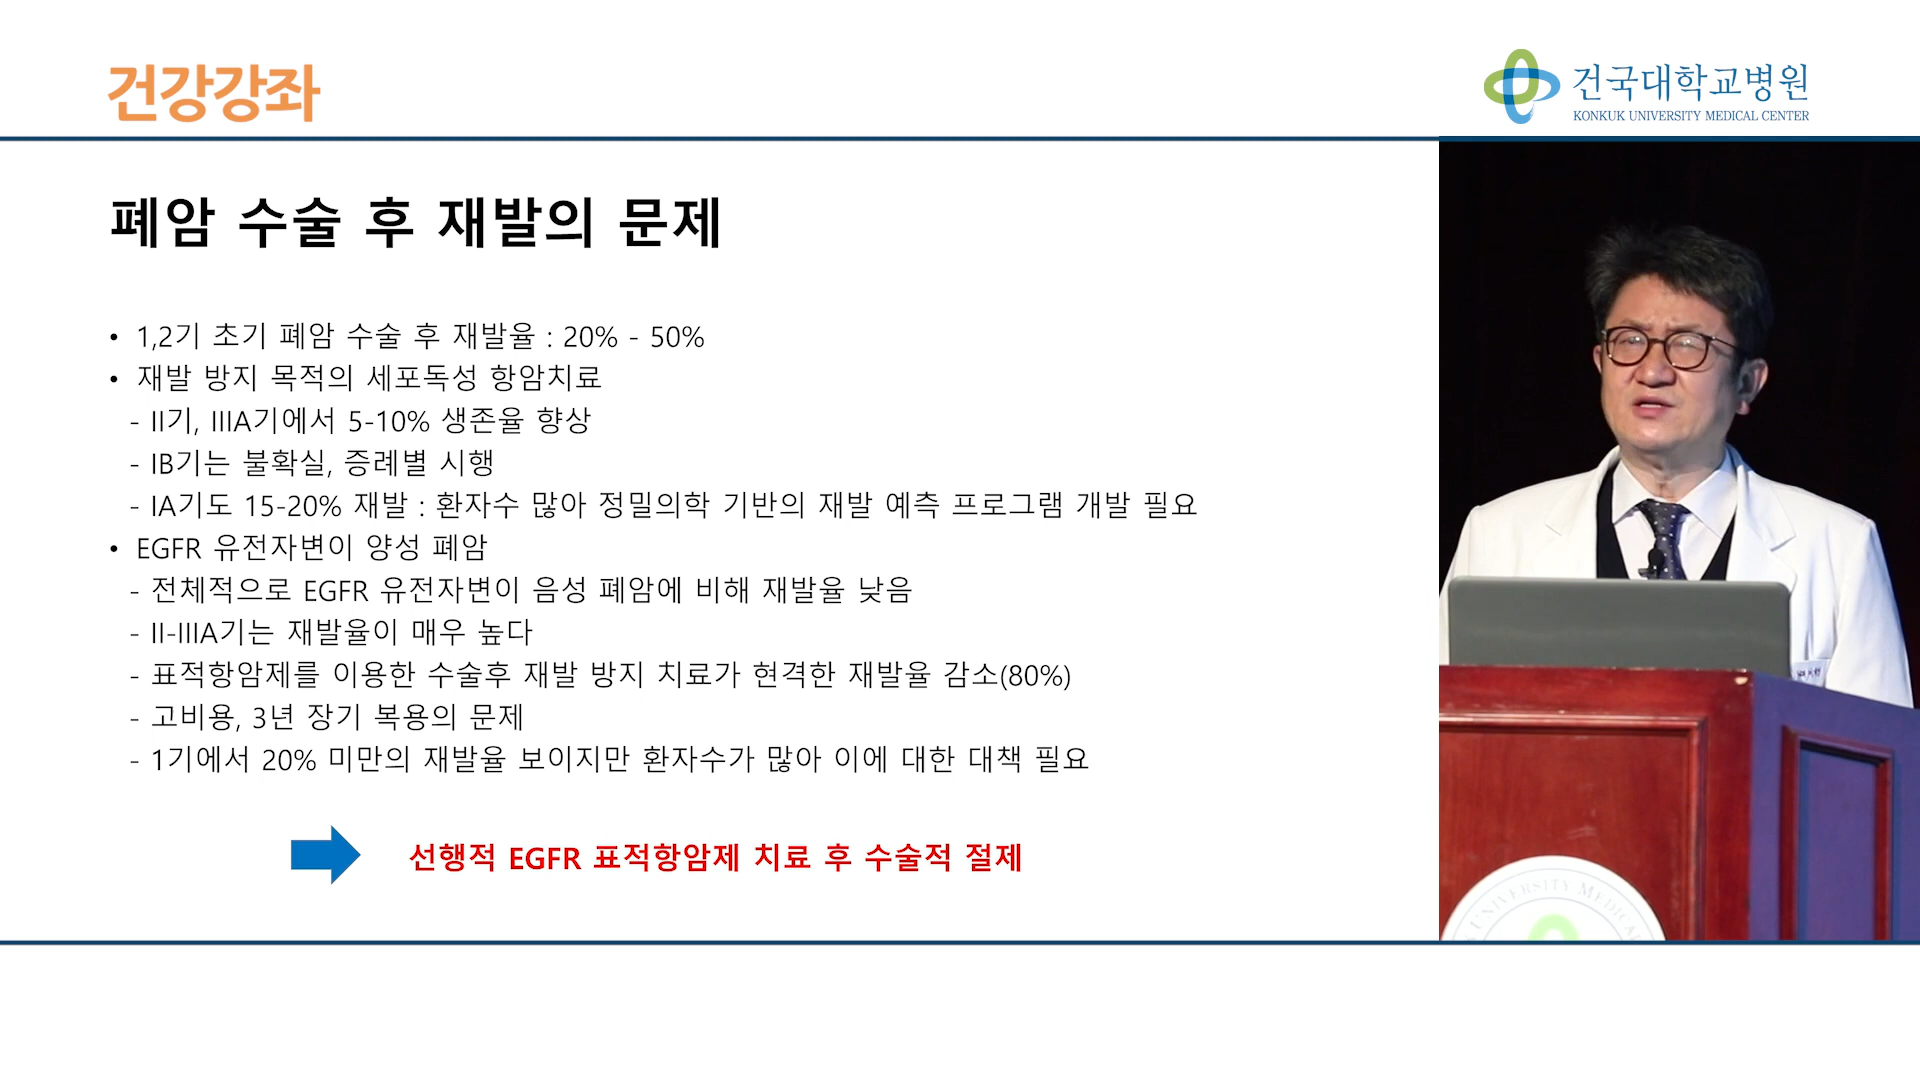 건강강좌
건국대학교병원
KONKUK UNIVERSITY MEDICAL CENTER
폐암 수술 후 재발의 문제
• 1,2기 초기 폐암 수술 후 재발율 : 20% - 50%
• 재발 방지 목적의 세포독성 항암치료
- II기, IIIA기에서 5-10% 생존율 향상
- IB기는 불확실, 증례별 시행
- IA기도 15-20% 재발 : 환자수 많아 정밀의학 기반의 재발 예측 프로그램 개발 필요
• EGFR 유전자변이 양성 폐암
- 전체적으로 EGFR 유전자변이 음성 폐암에 비해 재발율 낮음
- II-IIIA기는 재발율이 매우 높다
- 표적항암제를 이용한 수술후 재발 방지 치료가 현격한 재발율 감소(80%)
- 고비용, 3년 장기 복용의 문제
- 1기에서 20% 미만의 재발율 보이지만 환자수가 많아 이에 대한 대책 필요
선행적 EGFR 표적항암제 치료 후 수술적 절제
UNIVERSITY